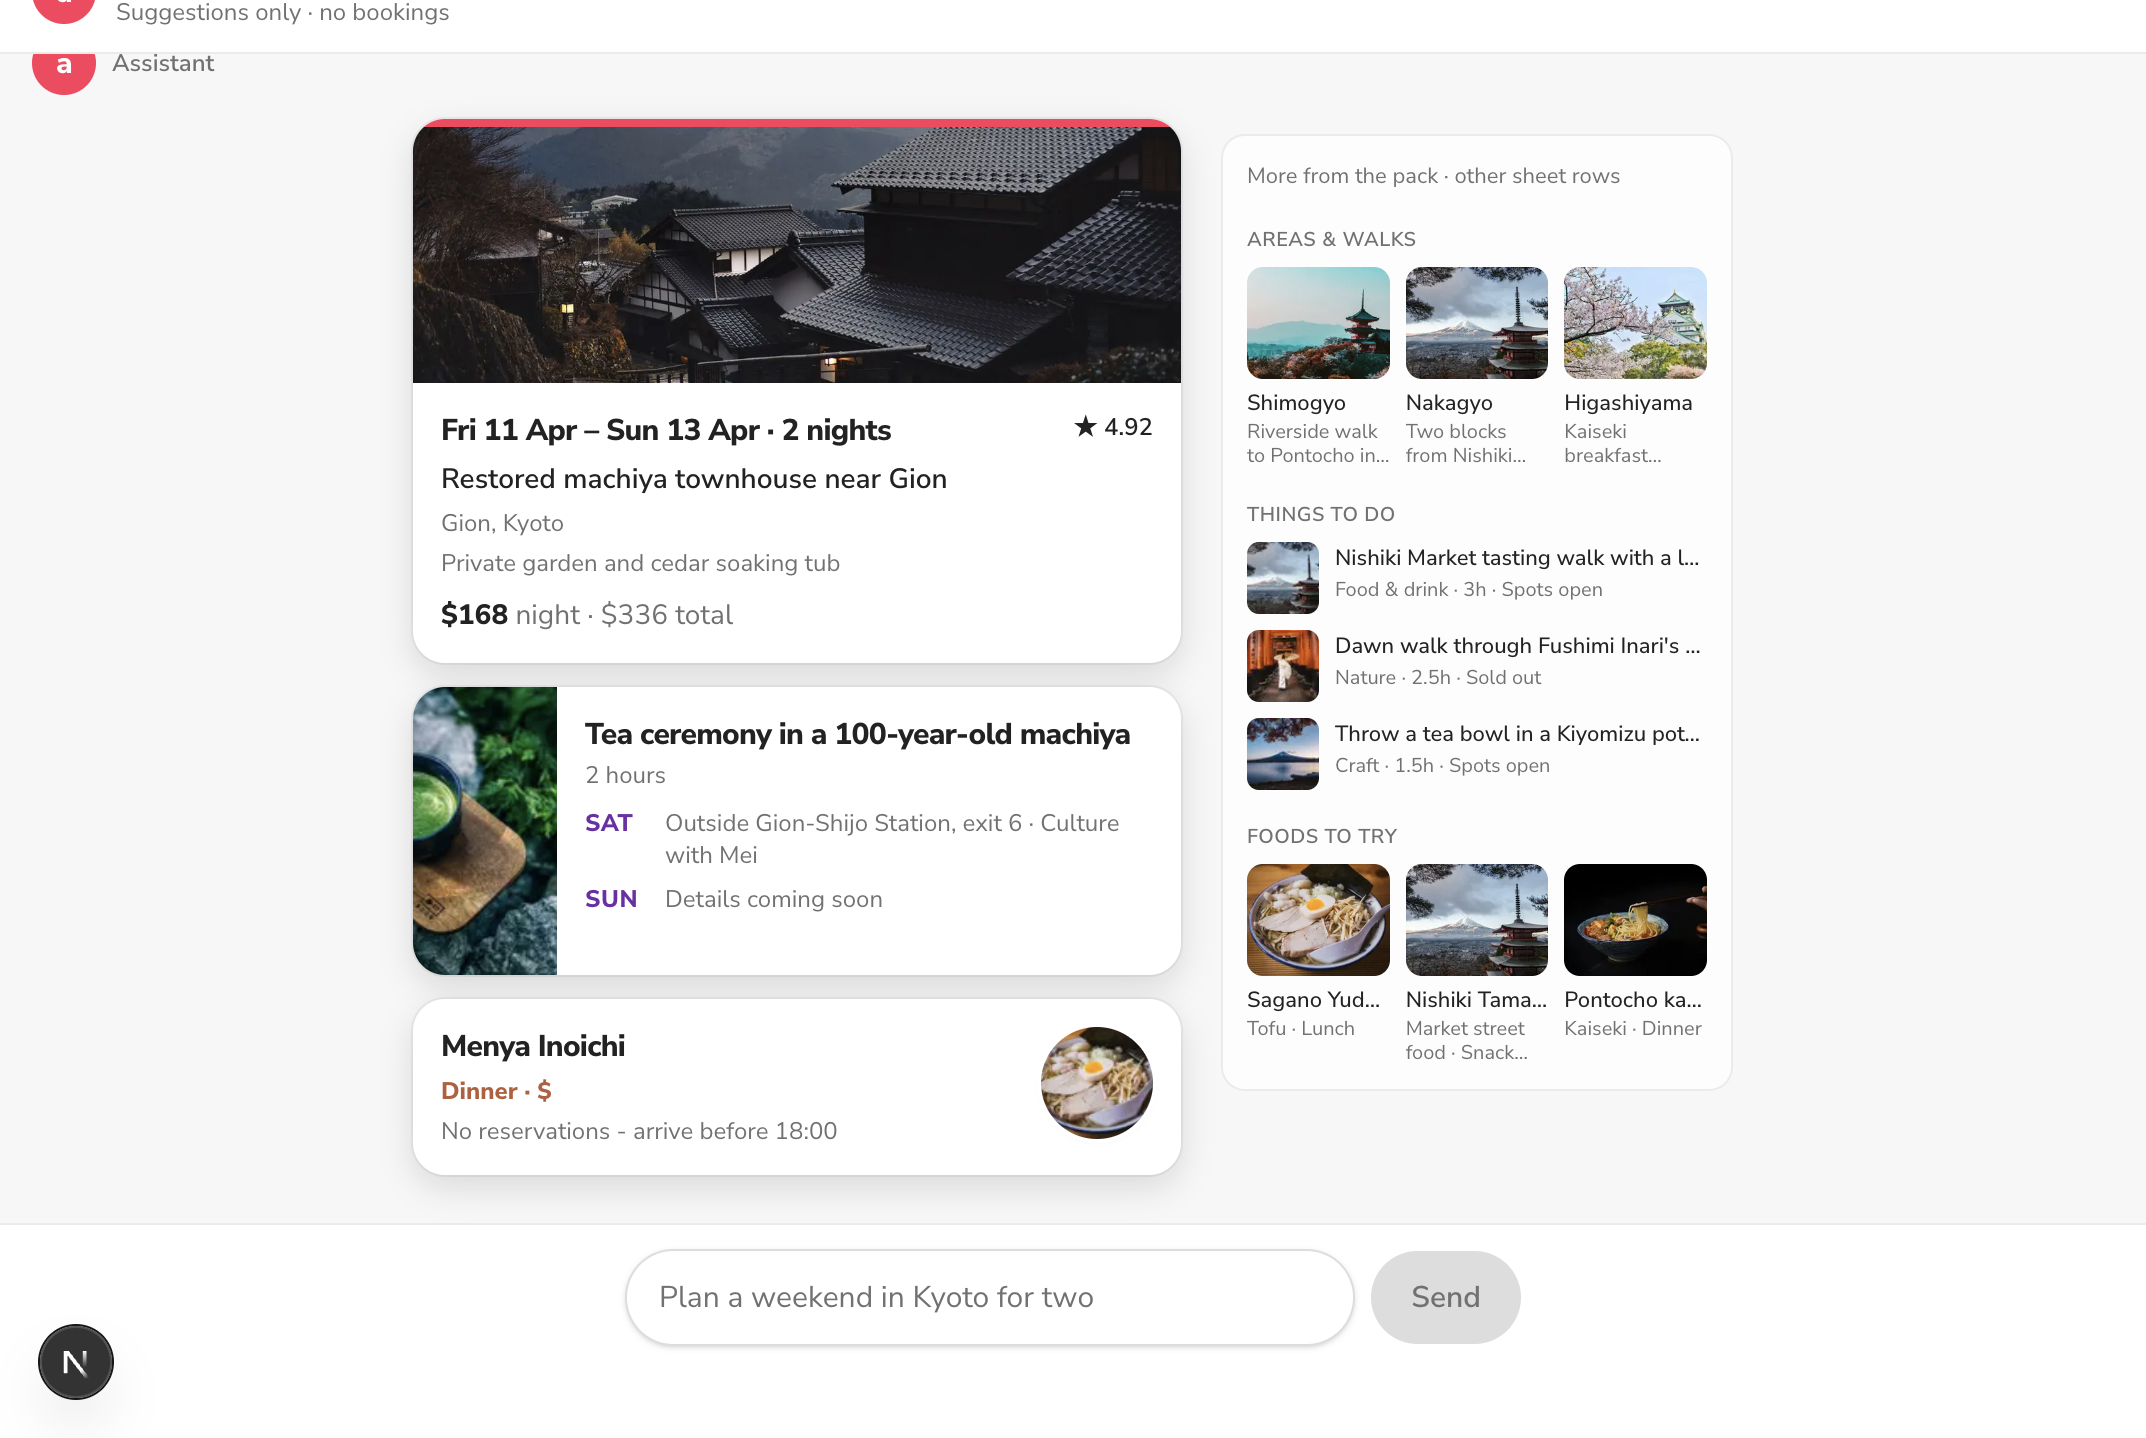 Suggestions only · no bookings
a
Assistant
Fri 11 Apr – Sun 13 Apr · 2 nights
★ 4.92
Restored machiya townhouse near Gion
Gion, Kyoto
Private garden and cedar soaking tub
$168 night · $336 total
Tea ceremony in a 100-year-old machiya
2 hours
SAT
Outside Gion-Shijo Station, exit 6 · Culture
with Mei
SUN
Details coming soon
Menya Inoichi
Dinner · $
No reservations - arrive before 18:00
More from the pack · other sheet rows
AREAS & WALKS
Shimogyo
Riverside walk
to Pontocho in...
Nakagyo
Two blocks
from Nishiki...
Higashiyama
Kaiseki
breakfast...
THINGS TO DO
Nishiki Market tasting walk with a l...
Food & drink · 3h · Spots open
Dawn walk through Fushimi Inari's ...
Nature · 2.5h · Sold out
Throw a tea bowl in a Kiyomizu pot...
Craft · 1.5h · Spots open
FOODS TO TRY
Sagano Yud...
Tofu · Lunch
Nishiki Tama...
Market street
food · Snack...
Pontocho ka...
Kaiseki · Dinner
Plan a weekend in Kyoto for two
Send
N